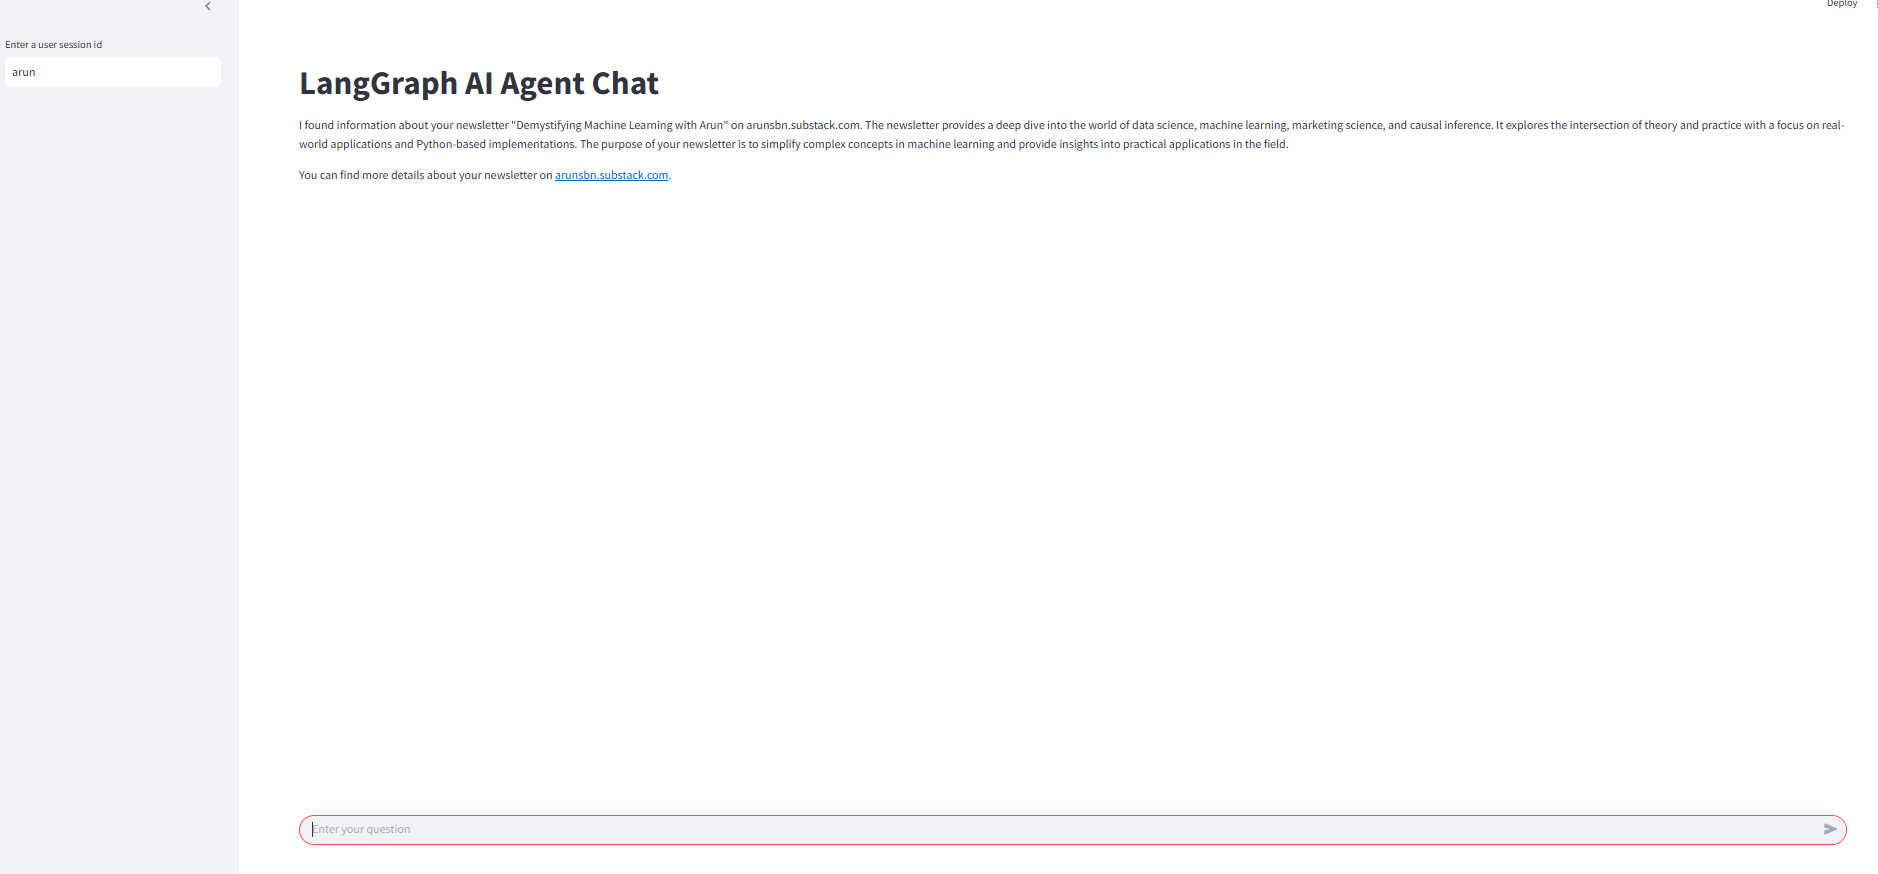 Deploy
Enter a user session id
arun
LangGraph AI Agent Chat
I found information about your newsletter "Demystifying Machine Learning with Arun" on arunsbn.substack.com. The newsletter provides a deep dive into the world of data science, machine learning, marketing science, and causal inference. It explores the intersection of theory and practice with a focus on real-
world applications and Python-based implementations. The purpose of your newsletter is to simplify complex concepts in machine learning and provide insights into practical applications in the field.
You can find more details about your newsletter on arunsbn.substack.com.
Enter your question